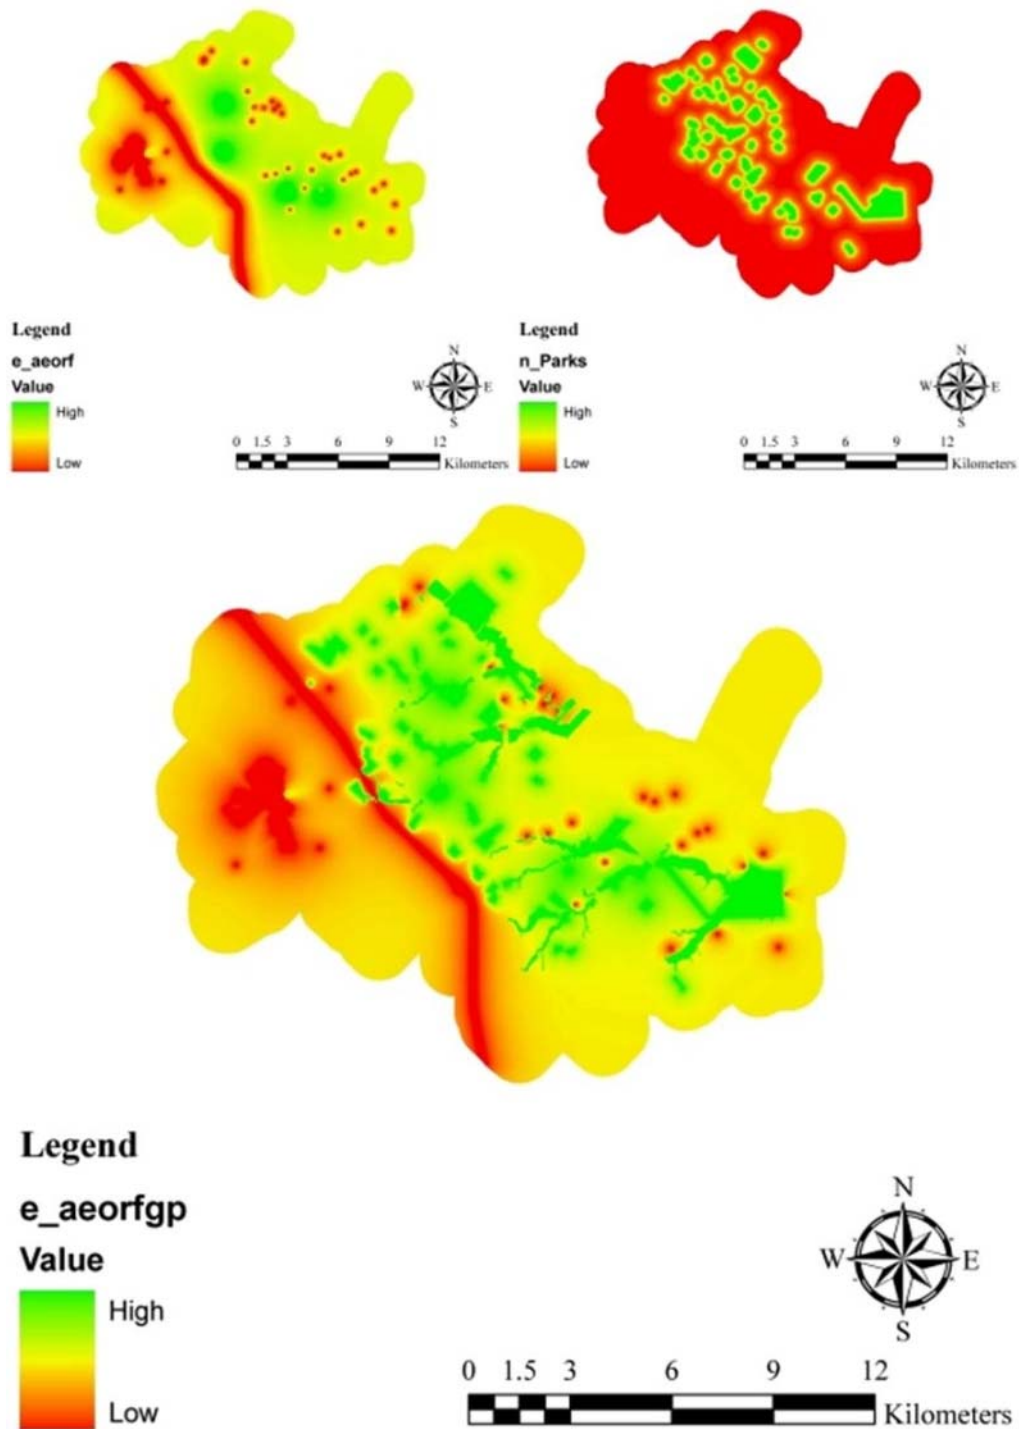 Legend
e_aeorf
Value
High
Low
N
W E
S
0 1.5 3 6 9 12
Kilometers
Legend
n_Parks
Value
High
Low
N
W E
S
0 1.5 3 6 9 12
Kilometers
Legend
e_aeorfgp
Value
High
Low
N
W E
S
0 1.5 3 6 9 12
Kilometers